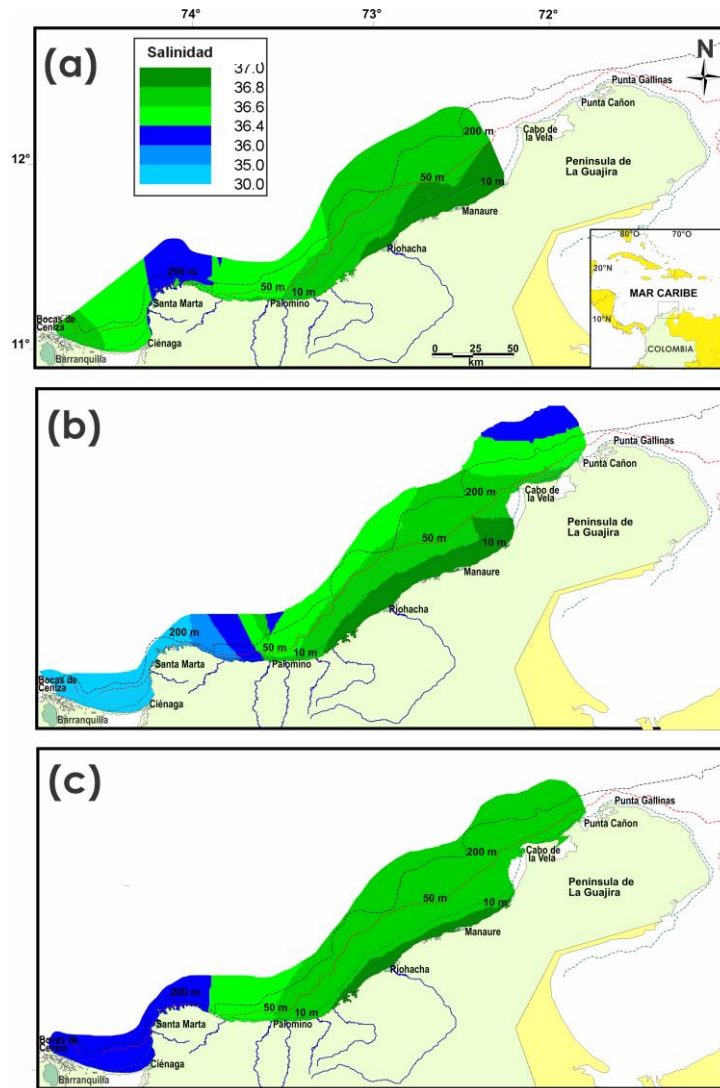 74°
73°
72°
(a)
Salinidad
37.0
36.8
36.6
36.4
36.0
35.0
30.0
N
Punta Gallinas
Punta Cañon
Cabo de
la Vela
200 m
12°
50 m
10 m
Peninsula de
La Guajira
Manaure
Riohacha
80°O
70°O
20°N
MAR CARIBE
10°N
COLOMBIA
200 m
Santa Marta
50 m
10 m
Palomino
Bocas de
Ceniza
Ciénaga
Barranquilla
11°
0 25 50
km
(b)
Punta Gallinas
Punta Cañon
Cabo de
la Vela
200 m
Peninsula de
La Guajira
50 m
10 m
Manaure
Riohacha
200 m
50 m
10 m
Santa Marta
Palomino
Bocas de
Ceniza
Ciénaga
Barranquilla
(c)
Punta Gallinas
Punta Cañon
Cabo de
la Vela
200 m
Peninsula de
La Guajira
50 m
10 m
Manaure
Riohacha
200 m
50 m
10 m
Santa Marta
Palomino
Bocas de
Ceniza
Ciénaga
Barranquilla